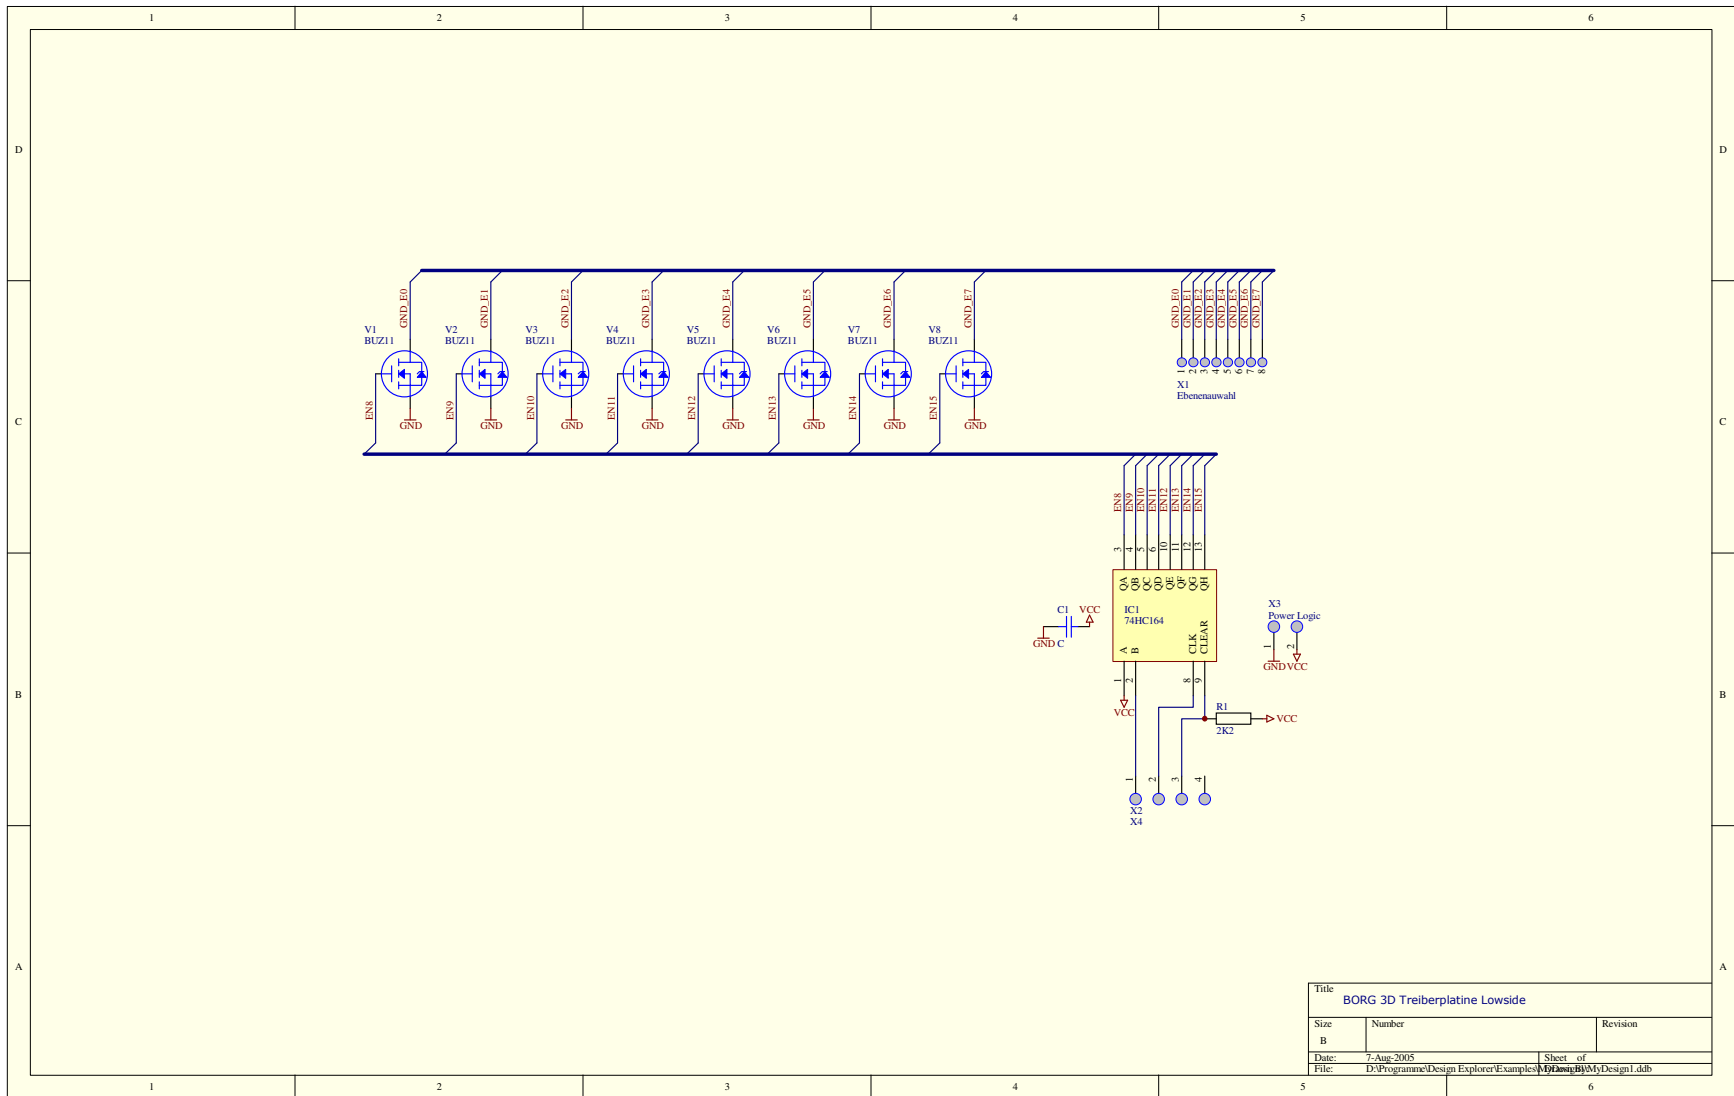 1 2 3 4 5 6
D D
GND_E0 GND_E1 GND_E2 GND_E3 GND_E4 GND_E5 GND_E6 GND_E7
GND_E0 GND_E1 GND_E2 GND_E3 GND_E4 GND_E5 GND_E6 GND_E7
V1 V2 V3 V4 V5 V6 V7 V8
BUZ11 BUZ11 BUZ11 BUZ11 BUZ11 BUZ11 BUZ11 BUZ11
1 2 3 4 5 6 7 8
X1
Ebenenauwahl
EN8 EN9 EN10 EN11 EN12 EN13 EN14 EN15
GND GND GND GND GND GND GND GND
C C
EN8 EN9 EN10 EN11 EN12 EN13 EN14 EN15
3 4 5 6 10 11 12 13
QA QB QC QD QE QF QG QH
IC1
74HC164
A B CLK CLEAR
C1 VCC
GND C
X3
Power Logic
1 2
GND VCC
1 2 8 9
B B
VCC
R1
VCC
2K2
1 2 3 4
X2
X4
A A
Title
BORG 3D Treiberplatine Lowside
Size Number Revision
B
Date: 7-Aug-2005 Sheet of
File: D:\Programme\Design Explorer\Examples\MyDesign1.ddb
1 2 3 4 5 6